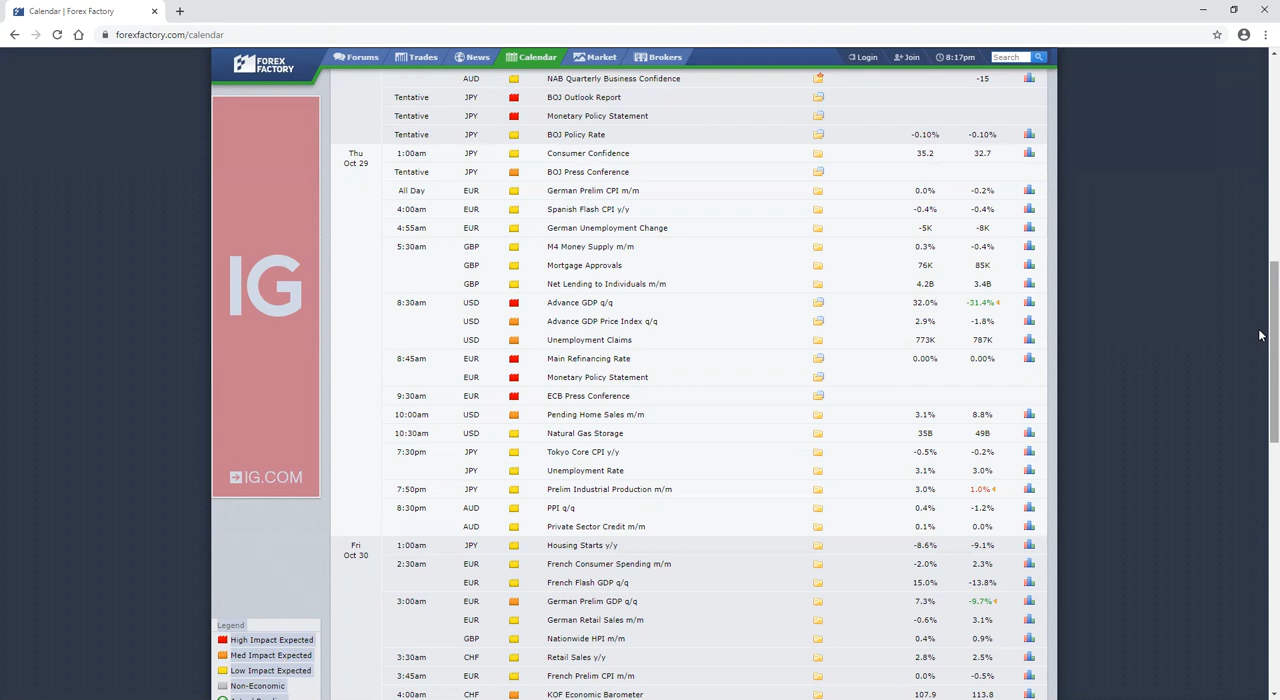 Calendar | Forex Factory
forexfactory.com/calendar
FOREX FACTORY Forums Trades News Calendar Market Brokers Login Join 8:17pm Search
AUD NAB Quarterly Business Confidence -15
Tentative JPY BOJ Outlook Report
Tentative JPY Monetary Policy Statement
Tentative JPY BOJ Policy Rate -0.10% -0.10%
Thu Oct 29 1:00am JPY Consumer Confidence 35.2 32.7
Tentative JPY BOJ Press Conference
All Day EUR German Prelim CPI m/m 0.0% -0.2%
4:00am EUR Spanish Flash CPI y/y -0.4% -0.4%
4:55am EUR German Unemployment Change -5K -8K
5:30am GBP M4 Money Supply m/m 0.3% -0.4%
GBP Mortgage Approvals 76K 85K
GBP Net Lending to Individuals m/m 4.2B 3.4B
8:30am USD Advance GDP q/q 32.0% -31.4%
USD Advance GDP Price Index q/q 2.9% -1.8%
USD Unemployment Claims 773K 787K
8:45am EUR Main Refinancing Rate 0.00% 0.00%
EUR Monetary Policy Statement
9:30am EUR ECB Press Conference
10:00am USD Pending Home Sales m/m 3.1% 8.8%
10:30am USD Natural Gas Storage 35B 49B
7:30pm JPY Tokyo Core CPI y/y -0.5% -0.2%
JPY Unemployment Rate 3.1% 3.0%
7:50pm JPY Prelim Industrial Production m/m 3.0% 1.0%
8:30pm AUD PPI q/q 0.4% -1.2%
AUD Private Sector Credit m/m 0.1% 0.0%
Fri Oct 30 1:00am JPY Housing Starts y/y -8.6% -9.1%
2:30am EUR French Consumer Spending m/m -2.0% 2.3%
EUR French Flash GDP q/q 15.0% -13.8%
3:00am EUR German Prelim GDP q/q 7.3% -9.7%
EUR German Retail Sales m/m -0.6% 3.1%
GBP Nationwide HPI m/m 0.4% 0.9%
3:30am CHF Retail Sales y/y 2.8% 2.5%
3:45am EUR French Prelim CPI m/m 0.0% -0.5%
4:00am CHF KOF Economic Barometer 107.9 113.8
IG
IG.COM
Legend
High Impact Expected
Med Impact Expected
Low Impact Expected
Non-Economic